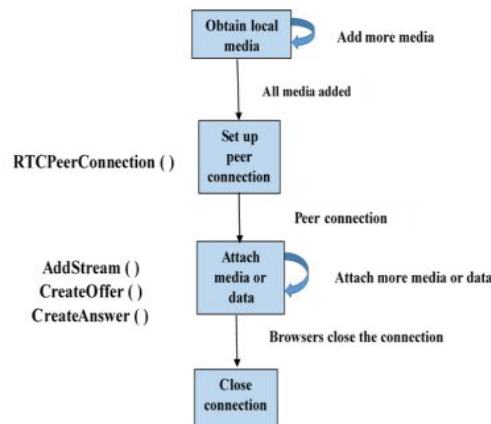 Obtain local
media
Add more media
All media added
Set up
peer
connection
RTCPeerConnection ( )
Peer connection
AddStream ( )
CreateOffer ( )
CreateAnswer ( )
Attach
media or
data
Attach more media or data
Browsers close the connection
Close
connection